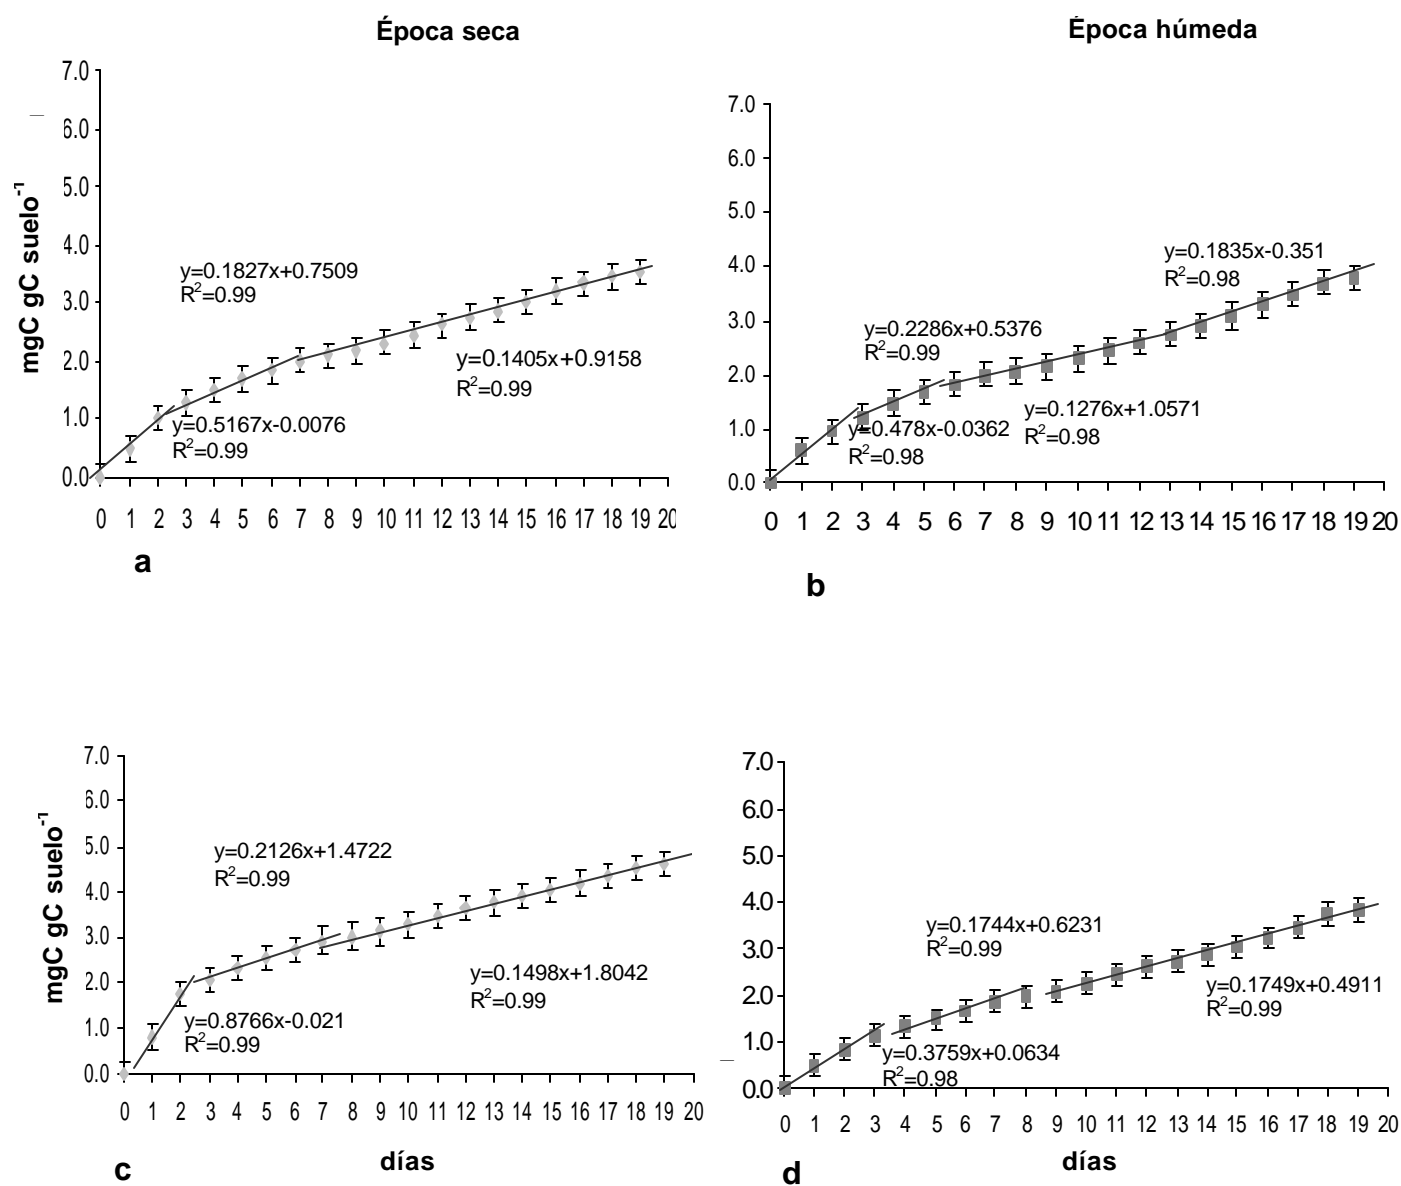 Época seca
Época húmeda
mgC gC suelo⁻¹
7.0
6.0
5.0
4.0
3.0
2.0
1.0
0.0
y=0.1827x+0.7509
R²=0.99
y=0.1405x+0.9158
R²=0.99
y=0.5167x-0.0076
R²=0.99
0 1 2 3 4 5 6 7 8 9 10 11 12 13 14 15 16 17 18 19 20
a
7.0
6.0
5.0
4.0
3.0
2.0
1.0
0.0
y=0.1835x-0.351
R²=0.98
y=0.2286x+0.5376
R²=0.99
y=0.1276x+1.0571
R²=0.98
y=0.478x-0.0362
R²=0.98
0 1 2 3 4 5 6 7 8 9 10 11 12 13 14 15 16 17 18 19 20
b
mgC gC suelo⁻¹
7.0
6.0
5.0
4.0
3.0
2.0
1.0
0.0
y=0.2126x+1.4722
R²=0.99
y=0.1498x+1.8042
R²=0.99
y=0.8766x-0.021
R²=0.99
0 1 2 3 4 5 6 7 8 9 10 11 12 13 14 15 16 17 18 19 20
días
c
7.0
6.0
5.0
4.0
3.0
2.0
1.0
0.0
y=0.1744x+0.6231
R²=0.99
y=0.1749x+0.4911
R²=0.99
y=0.3759x+0.0634
R²=0.98
0 1 2 3 4 5 6 7 8 9 10 11 12 13 14 15 16 17 18 19 20
días
d